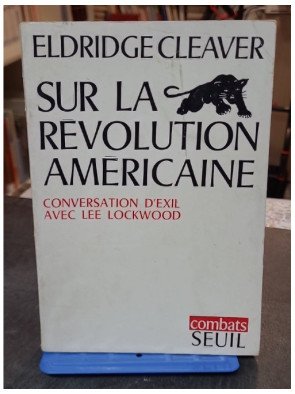 ELDRIDGE CLEAVER
SUR LA
RÉVOLUTION
AMÉRICAINE
CONVERSATION D'EXIL
AVEC LEE LOCKWOOD
combats
SEUIL